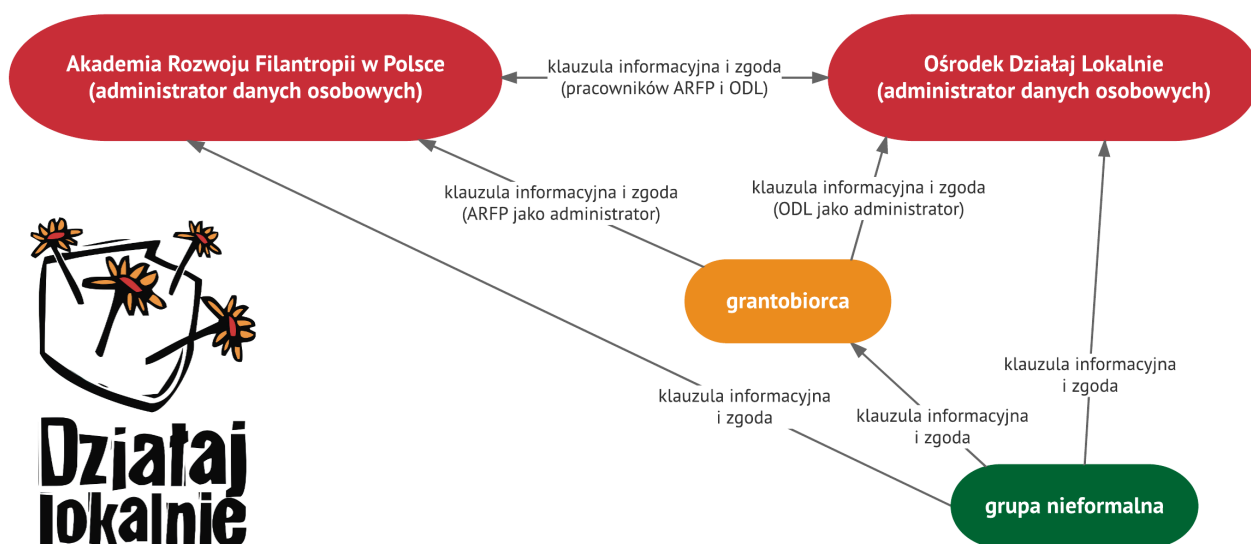 Akademia Rozwoju Filantropii w Polsce
(administrator danych osobowych)
klauzula informacyjna i zgoda
(pracowników ARFP i ODL)
Ośrodek Działaj Lokalnie
(administrator danych osobowych)
klauzula informacyjna i zgoda
(ARFP jako administrator)
klauzula informacyjna i zgoda
(ODL jako administrator)
grantobiorca
klauzula informacyjna
i zgoda
klauzula informacyjna
i zgoda
klauzula informacyjna
i zgoda
grupa nieformalna
Działaj
lokalnie